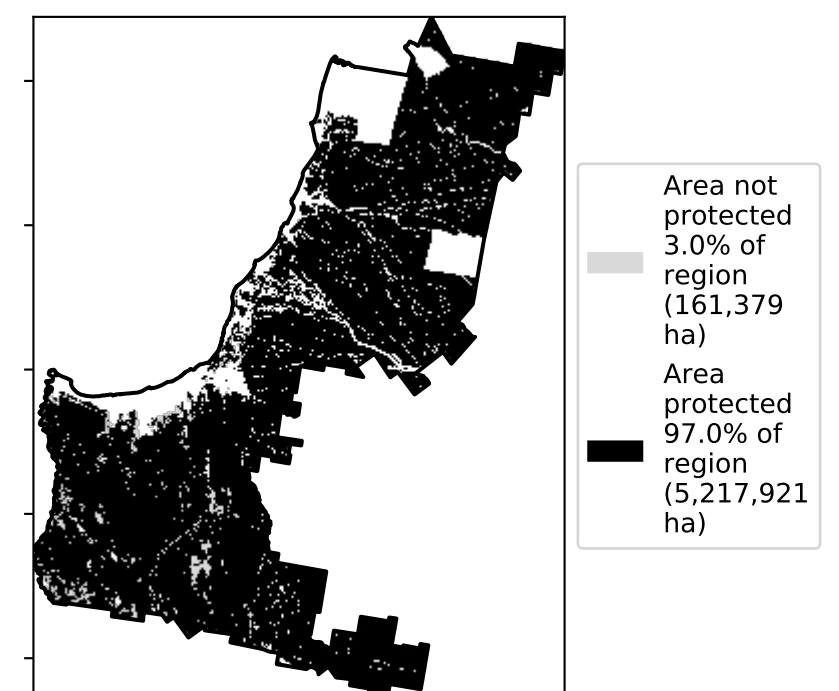 Area not
protected
3.0% of
region
(161,379
ha)
Area
protected
97.0% of
region
(5,217,921
ha)